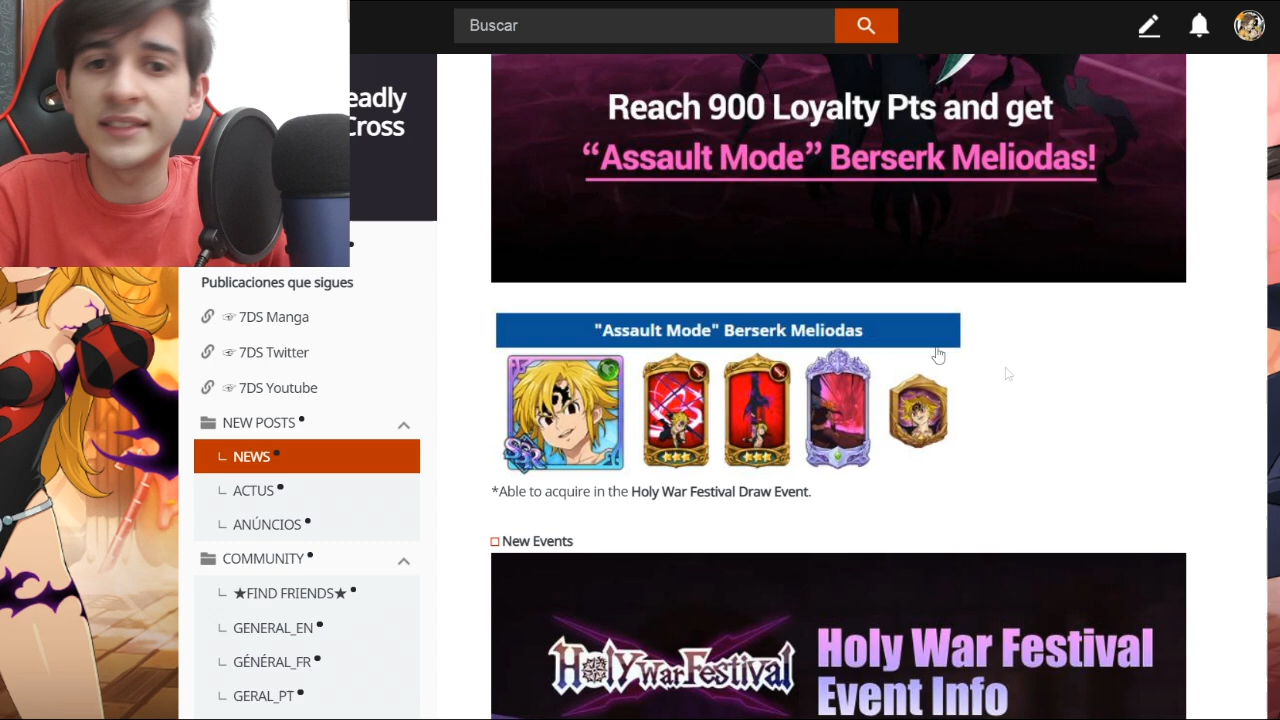 Buscar
eadly
Cross
Publicaciones que sigues
☞ 7DS Manga
☞ 7DS Twitter
☞ 7DS Youtube
NEW POSTS
NEWS
ACTUS
ANÚNCIOS
COMMUNITY
★FIND FRIENDS★
GENERAL_EN
GÉNÉRAL_FR
GERAL_PT
Reach 900 Loyalty Pts and get
“Assault Mode” Berserk Meliodas!
"Assault Mode" Berserk Meliodas
SSR
*Able to acquire in the Holy War Festival Draw Event.
New Events
Holy War Festival
Holy War Festival
Event Info